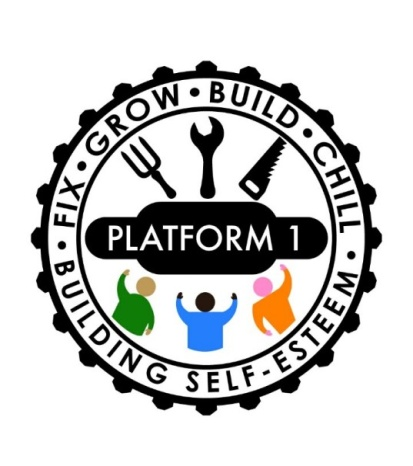 FIX • GROW • BUILD • CHILL
PLATFORM 1
• BUILDING SELF-ESTEEM •